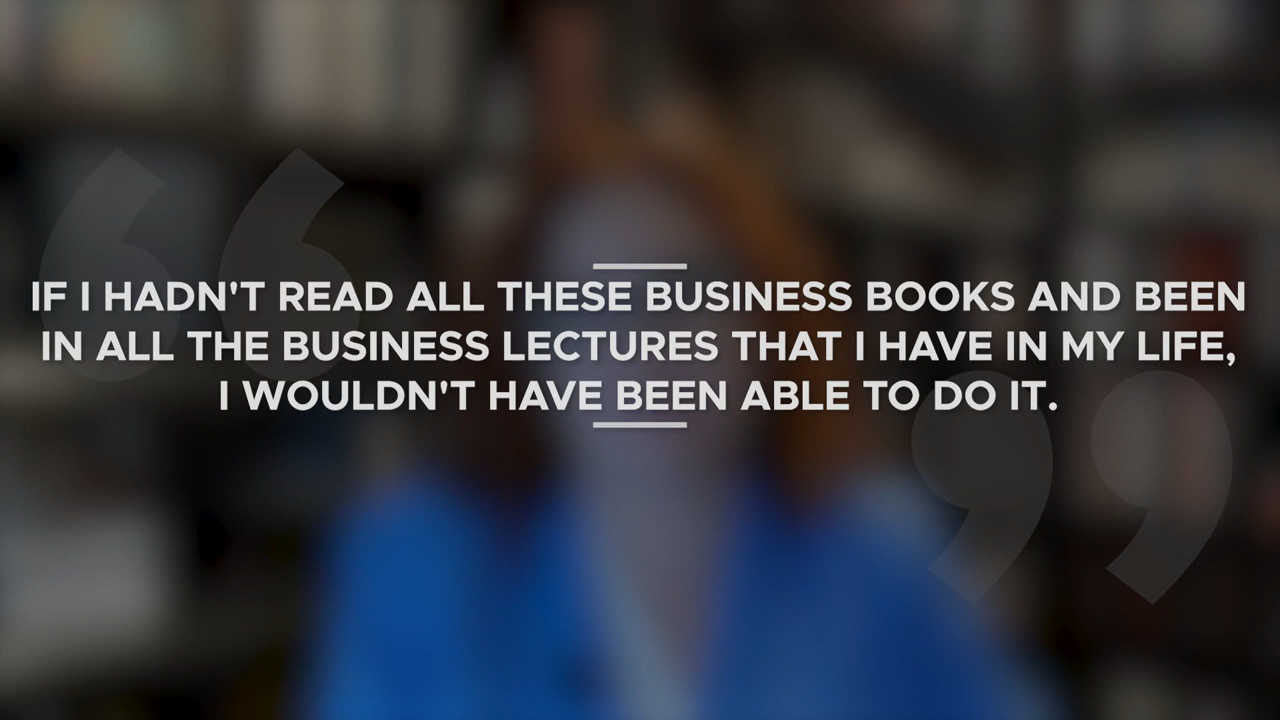 IF I HADN'T READ ALL THESE BUSINESS BOOKS AND BEEN
IN ALL THE BUSINESS LECTURES THAT I HAVE IN MY LIFE,
I WOULDN'T HAVE BEEN ABLE TO DO IT.